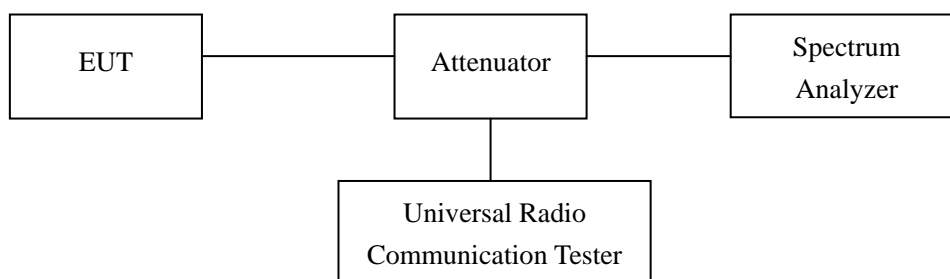 EUT
Attenuator
Spectrum
Analyzer
Universal Radio
Communication Tester